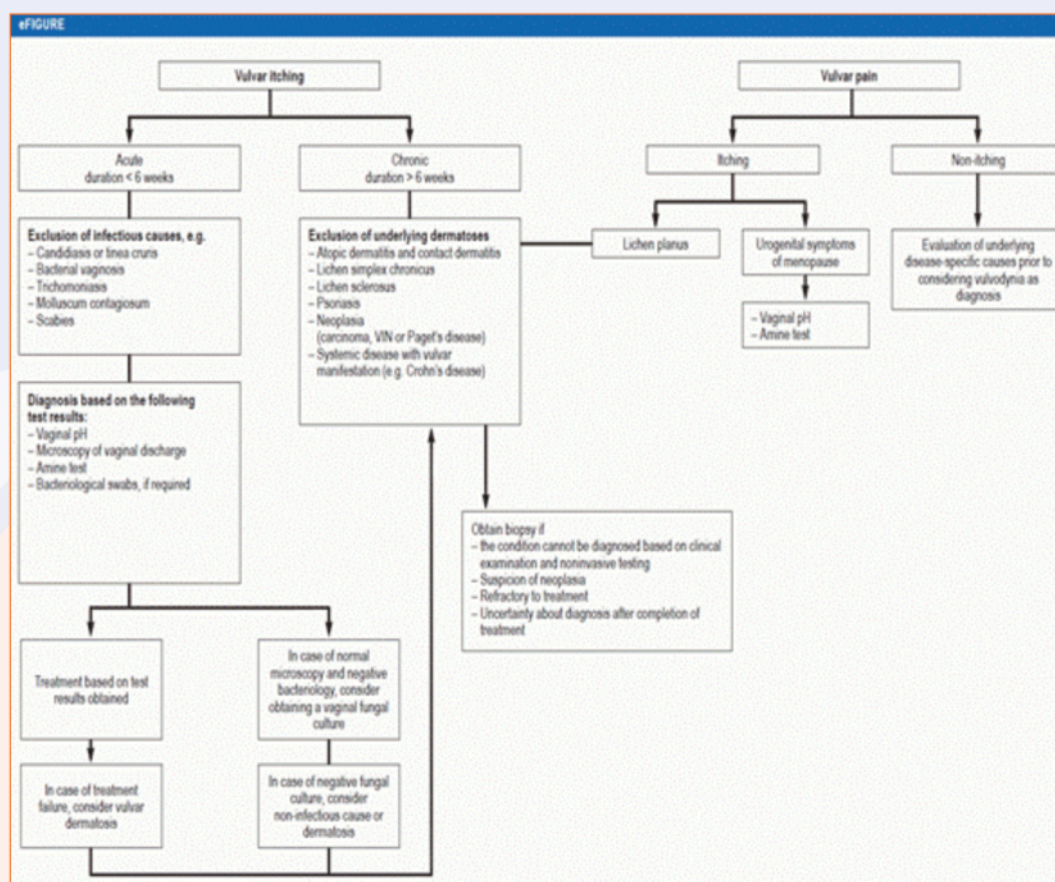 eFIGURE
Vulvar itching
Vulvar pain
Acute
duration < 6 weeks
Chronic
duration > 6 weeks
Itching
Non-itching
Exclusion of infectious causes, e.g.
– Candidiasis or tinea cruris
– Bacterial vagnosis
– Trichomoniasis
– Molluscum contagiosum
– Scabies
Exclusion of underlying dermatoses
– Atopic dermatitis and contact dermatitis
– Lichen simplex chronicus
– Lichen sclerosus
– Psoriasis
– Neoplasia
(carcinoma, VIN or Paget's disease)
– Systemic disease with vulvar
manifestation (e.g. Crohn's disease)
Lichen planus
Urogenital symptoms
of menopause
Evaluation of underlying
disease-specific causes prior to
considering vulvodynia as
diagnosis
– Vaginal pH
– Amine test
Diagnosis based on the following
test results:
– Vaginal pH
– Microscopy of vaginal discharge
– Amine test
– Bacteriological swabs, if required
Obtain biopsy if
– the condition cannot be diagnosed based on clinical
examination and noninvasive testing
– Suspicion of neoplasia
– Refractory to treatment
– Uncertainty about diagnosis after completion of
treatment
Treatment based on test
results obtained
In case of normal
microscopy and negative
bacteriology, consider
obtaining a vaginal fungal
culture
In case of treatment
failure, consider vulvar
dermatosis
In case of negative fungal
culture, consider
non-infectious cause or
dermatosis